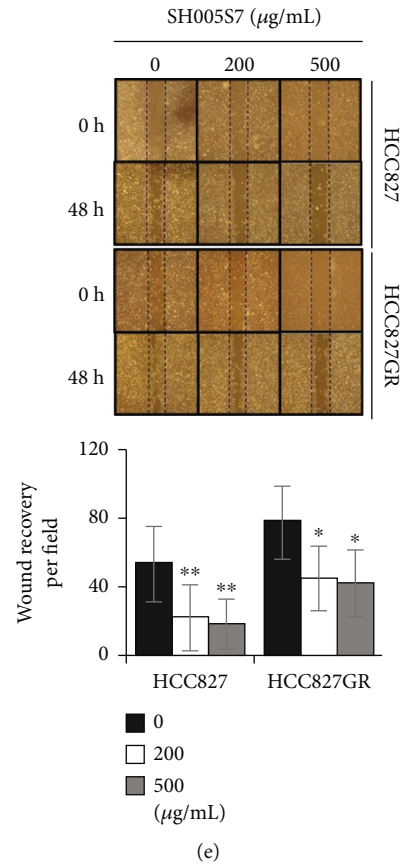 SH005S7 (μg/mL)
0 200 500
0 h
48 h
HCC827
0 h
48 h
HCC827GR
120
80
40
0
Wound recovery
per field
** **
* *
HCC827 HCC827GR
0
200
500
(μg/mL)
(e)